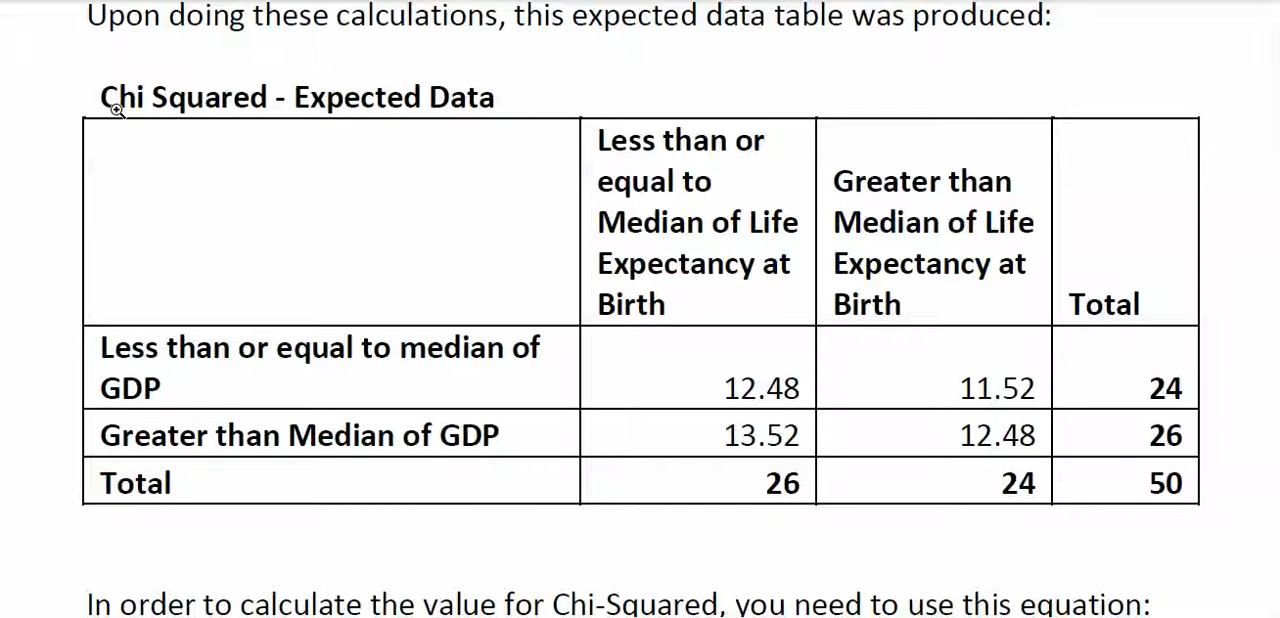 Upon doing these calculations, this expected data table was produced:
Chi Squared - Expected Data
Less than or
equal to
Median of Life
Expectancy at
Birth
Greater than
Median of Life
Expectancy at
Birth
Total
Less than or equal to median of
GDP
12.48 11.52 24
Greater than Median of GDP 13.52 12.48 26
Total 26 24 50
In order to calculate the value for Chi-Squared, you need to use this equation: